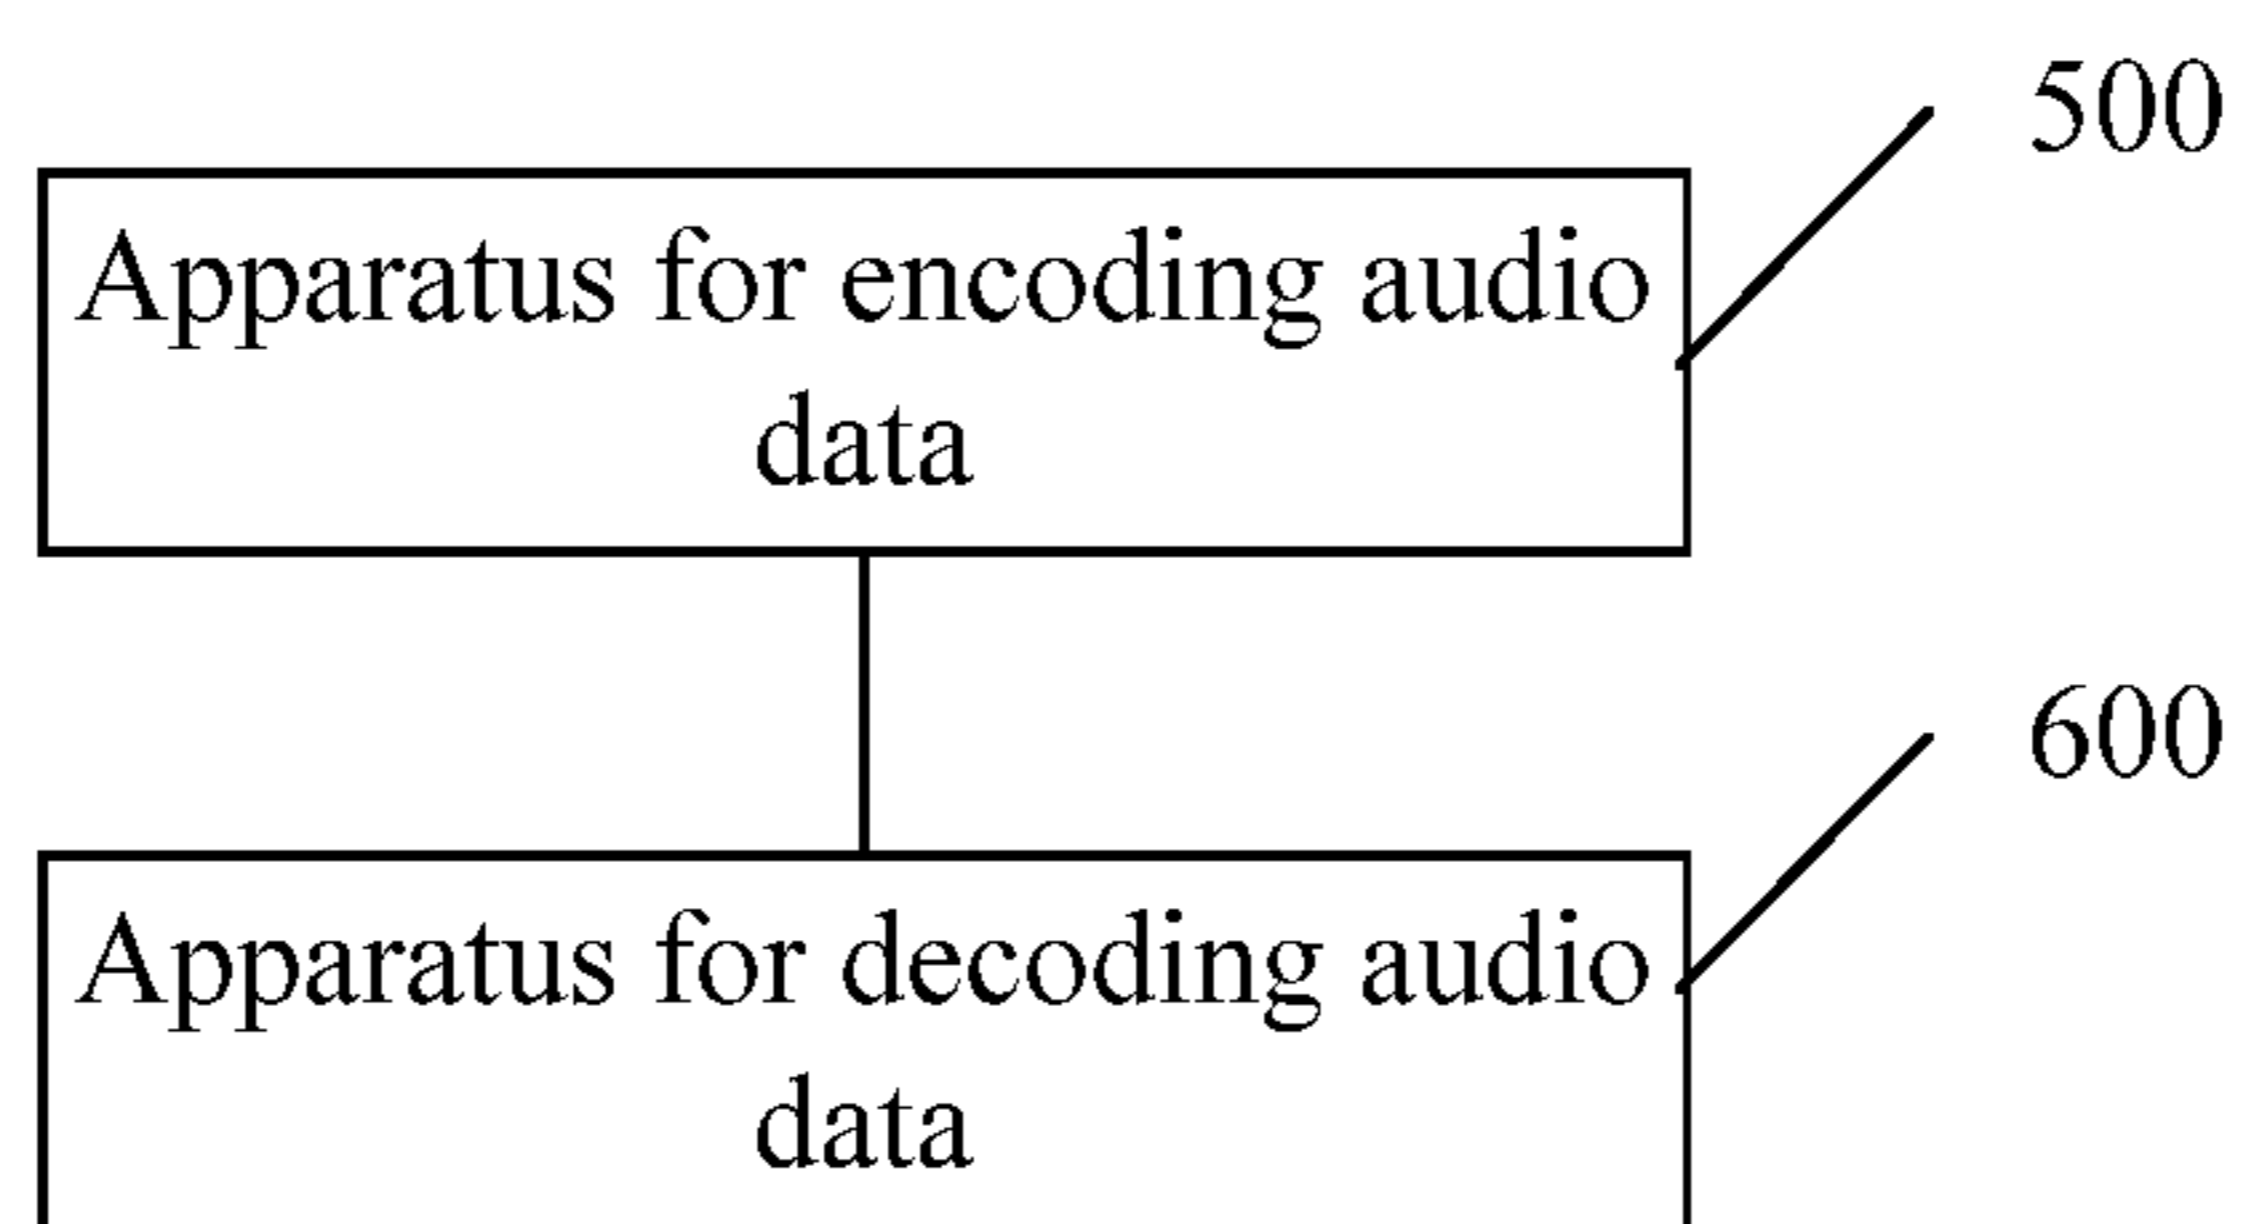 500
Apparatus for encoding audio
data
600
Apparatus for decoding audio
data